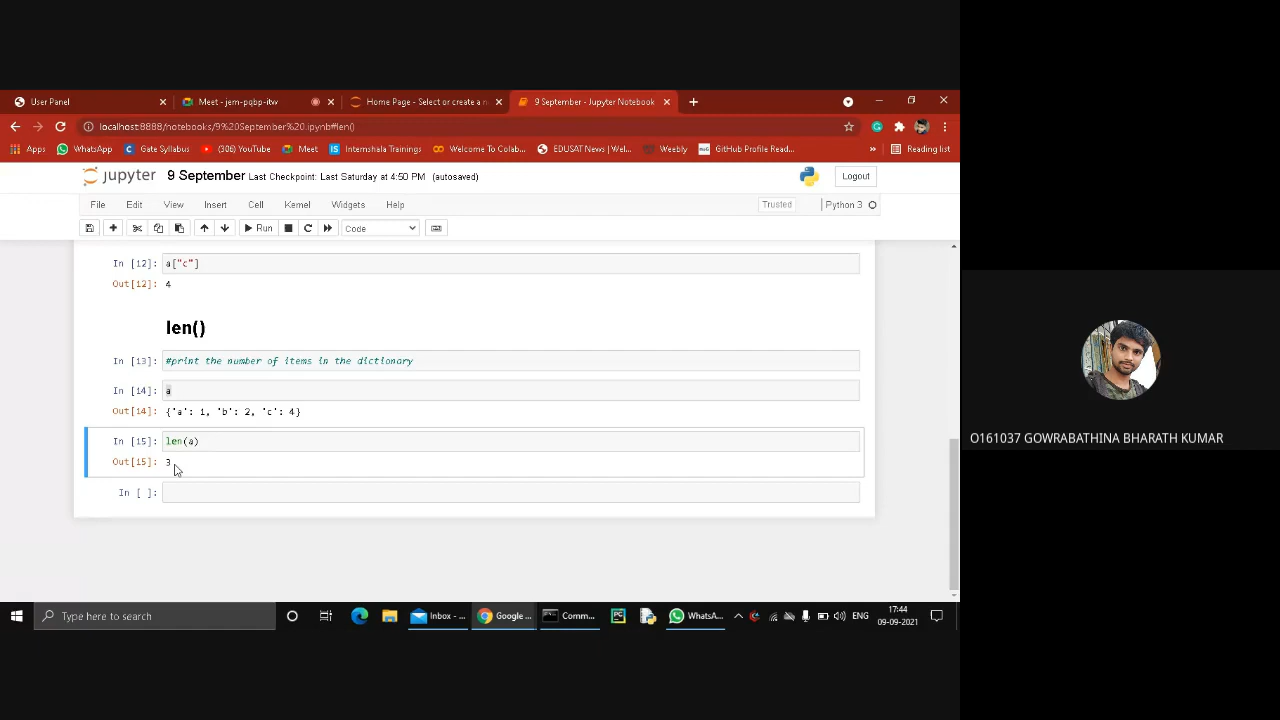 User Panel
Meet - jem-pqbp-itw
Home Page - Select or create a n
9 September - Jupyter Notebook
localhost:8888/notebooks/9%20September%20.ipynb#len()
Apps
WhatsApp
Gate Syllabus
(306) YouTube
Meet
IS
Internshala Trainings
Welcome To Colab...
EDUSAT News | Wel...
Weebly
GitHub Profile Read...
»
Reading list
jupyter
9 September Last Checkpoint: Last Saturday at 4:50 PM (autosaved)
Logout
File
Edit
View
Insert
Cell
Kernel
Widgets
Help
Trusted
Python 3
Run
Code
In [12]: a["c"]
Out[12]: 4
len()
In [13]: #print the number of items in the dictionary
In [14]: a
Out[14]: {'a': 1, 'b': 2, 'c': 4}
In [15]: len(a)
Out[15]: 3
In [ ]:
O161037 GOWRABATHINA BHARATH KUMAR
Type here to search
Inbox - ...
Google ...
Comm...
PC
WhatsA...
ENG
17:44
09-09-2021